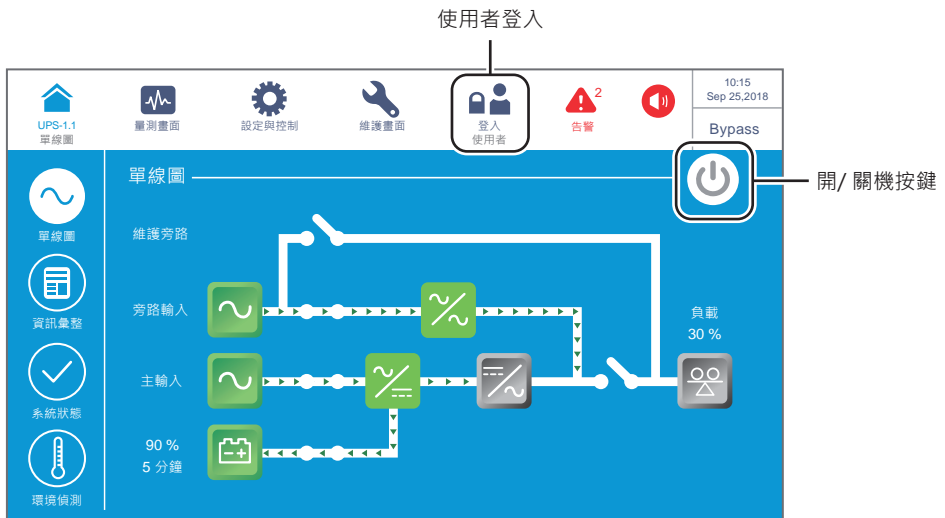 使用者登入
UPS-1.1
單線圖
量測畫面
設定與控制
維護畫面
登入
使用者
2
告警
10:15
Sep 25,2018
Bypass
開/ 關機按鍵
單線圖
單線圖
資訊彙整
系統狀態
環境偵測
維護旁路
旁路輸入
主輸入
90 %
5 分鐘
負載
30 %